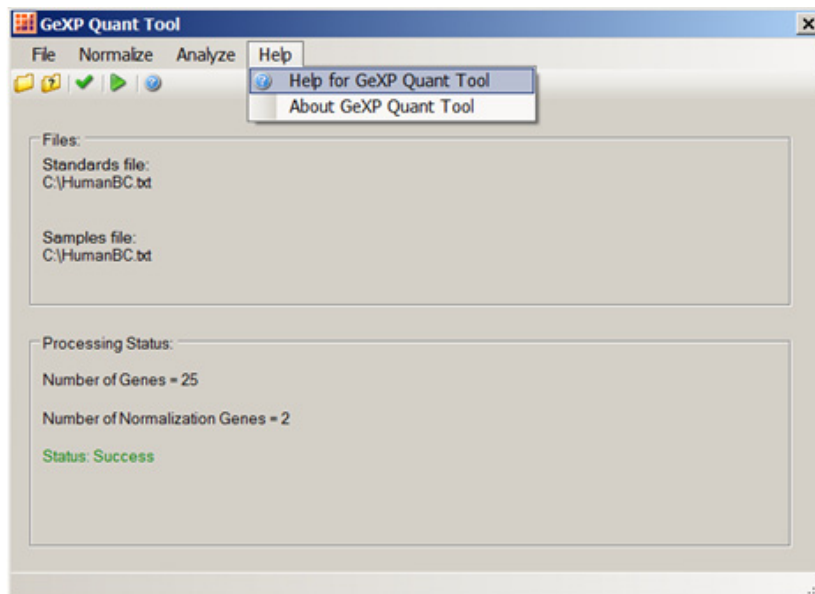 GeXP Quant Tool
File Normalize Analyze Help
Help for GeXP Quant Tool
About GeXP Quant Tool
Files:
Standards file:
C:\HumanBC.txt
Samples file:
C:\HumanBC.txt
Processing Status:
Number of Genes = 25
Number of Normalization Genes = 2
Status: Success